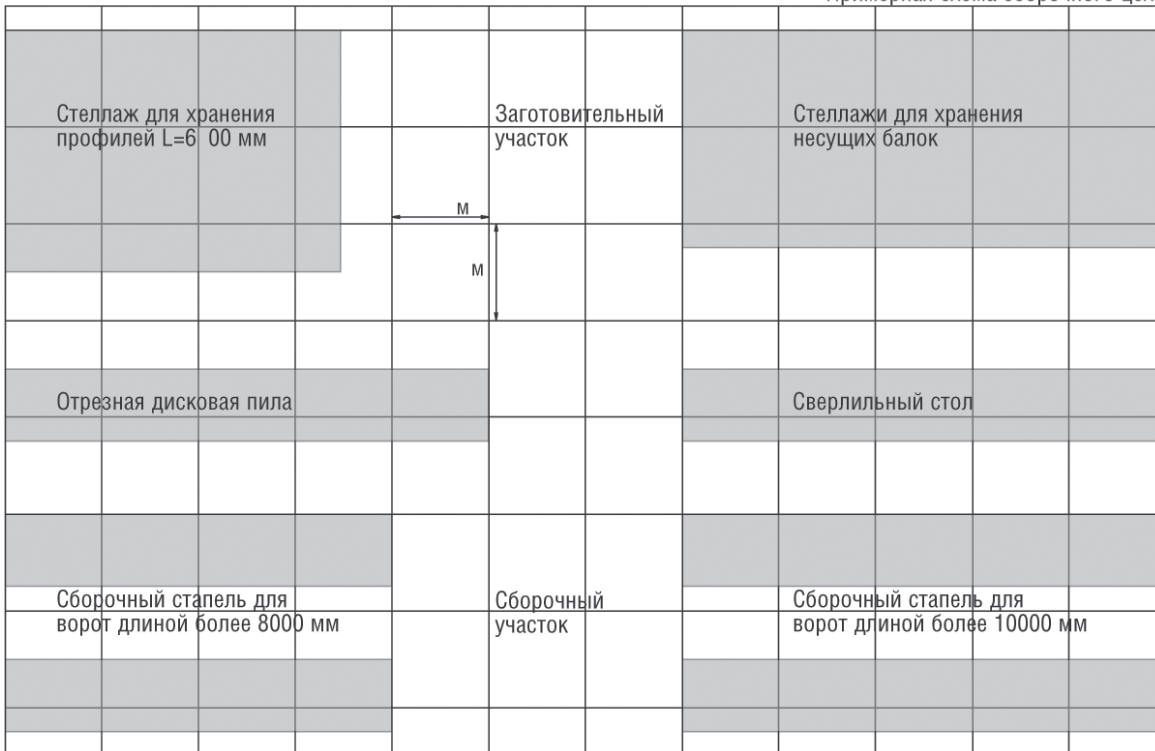 Стеллаж для хранения
профилей L=6 00 мм
Заготовительный
участок
Стеллажи для хранения
несущих балок
м
м
Отрезная дисковая пила
Сверлильный стол
Сборочный стапель для
ворот длиной более 8000 мм
Сборочный
участок
Сборочный стапель для
ворот длиной более 10000 мм